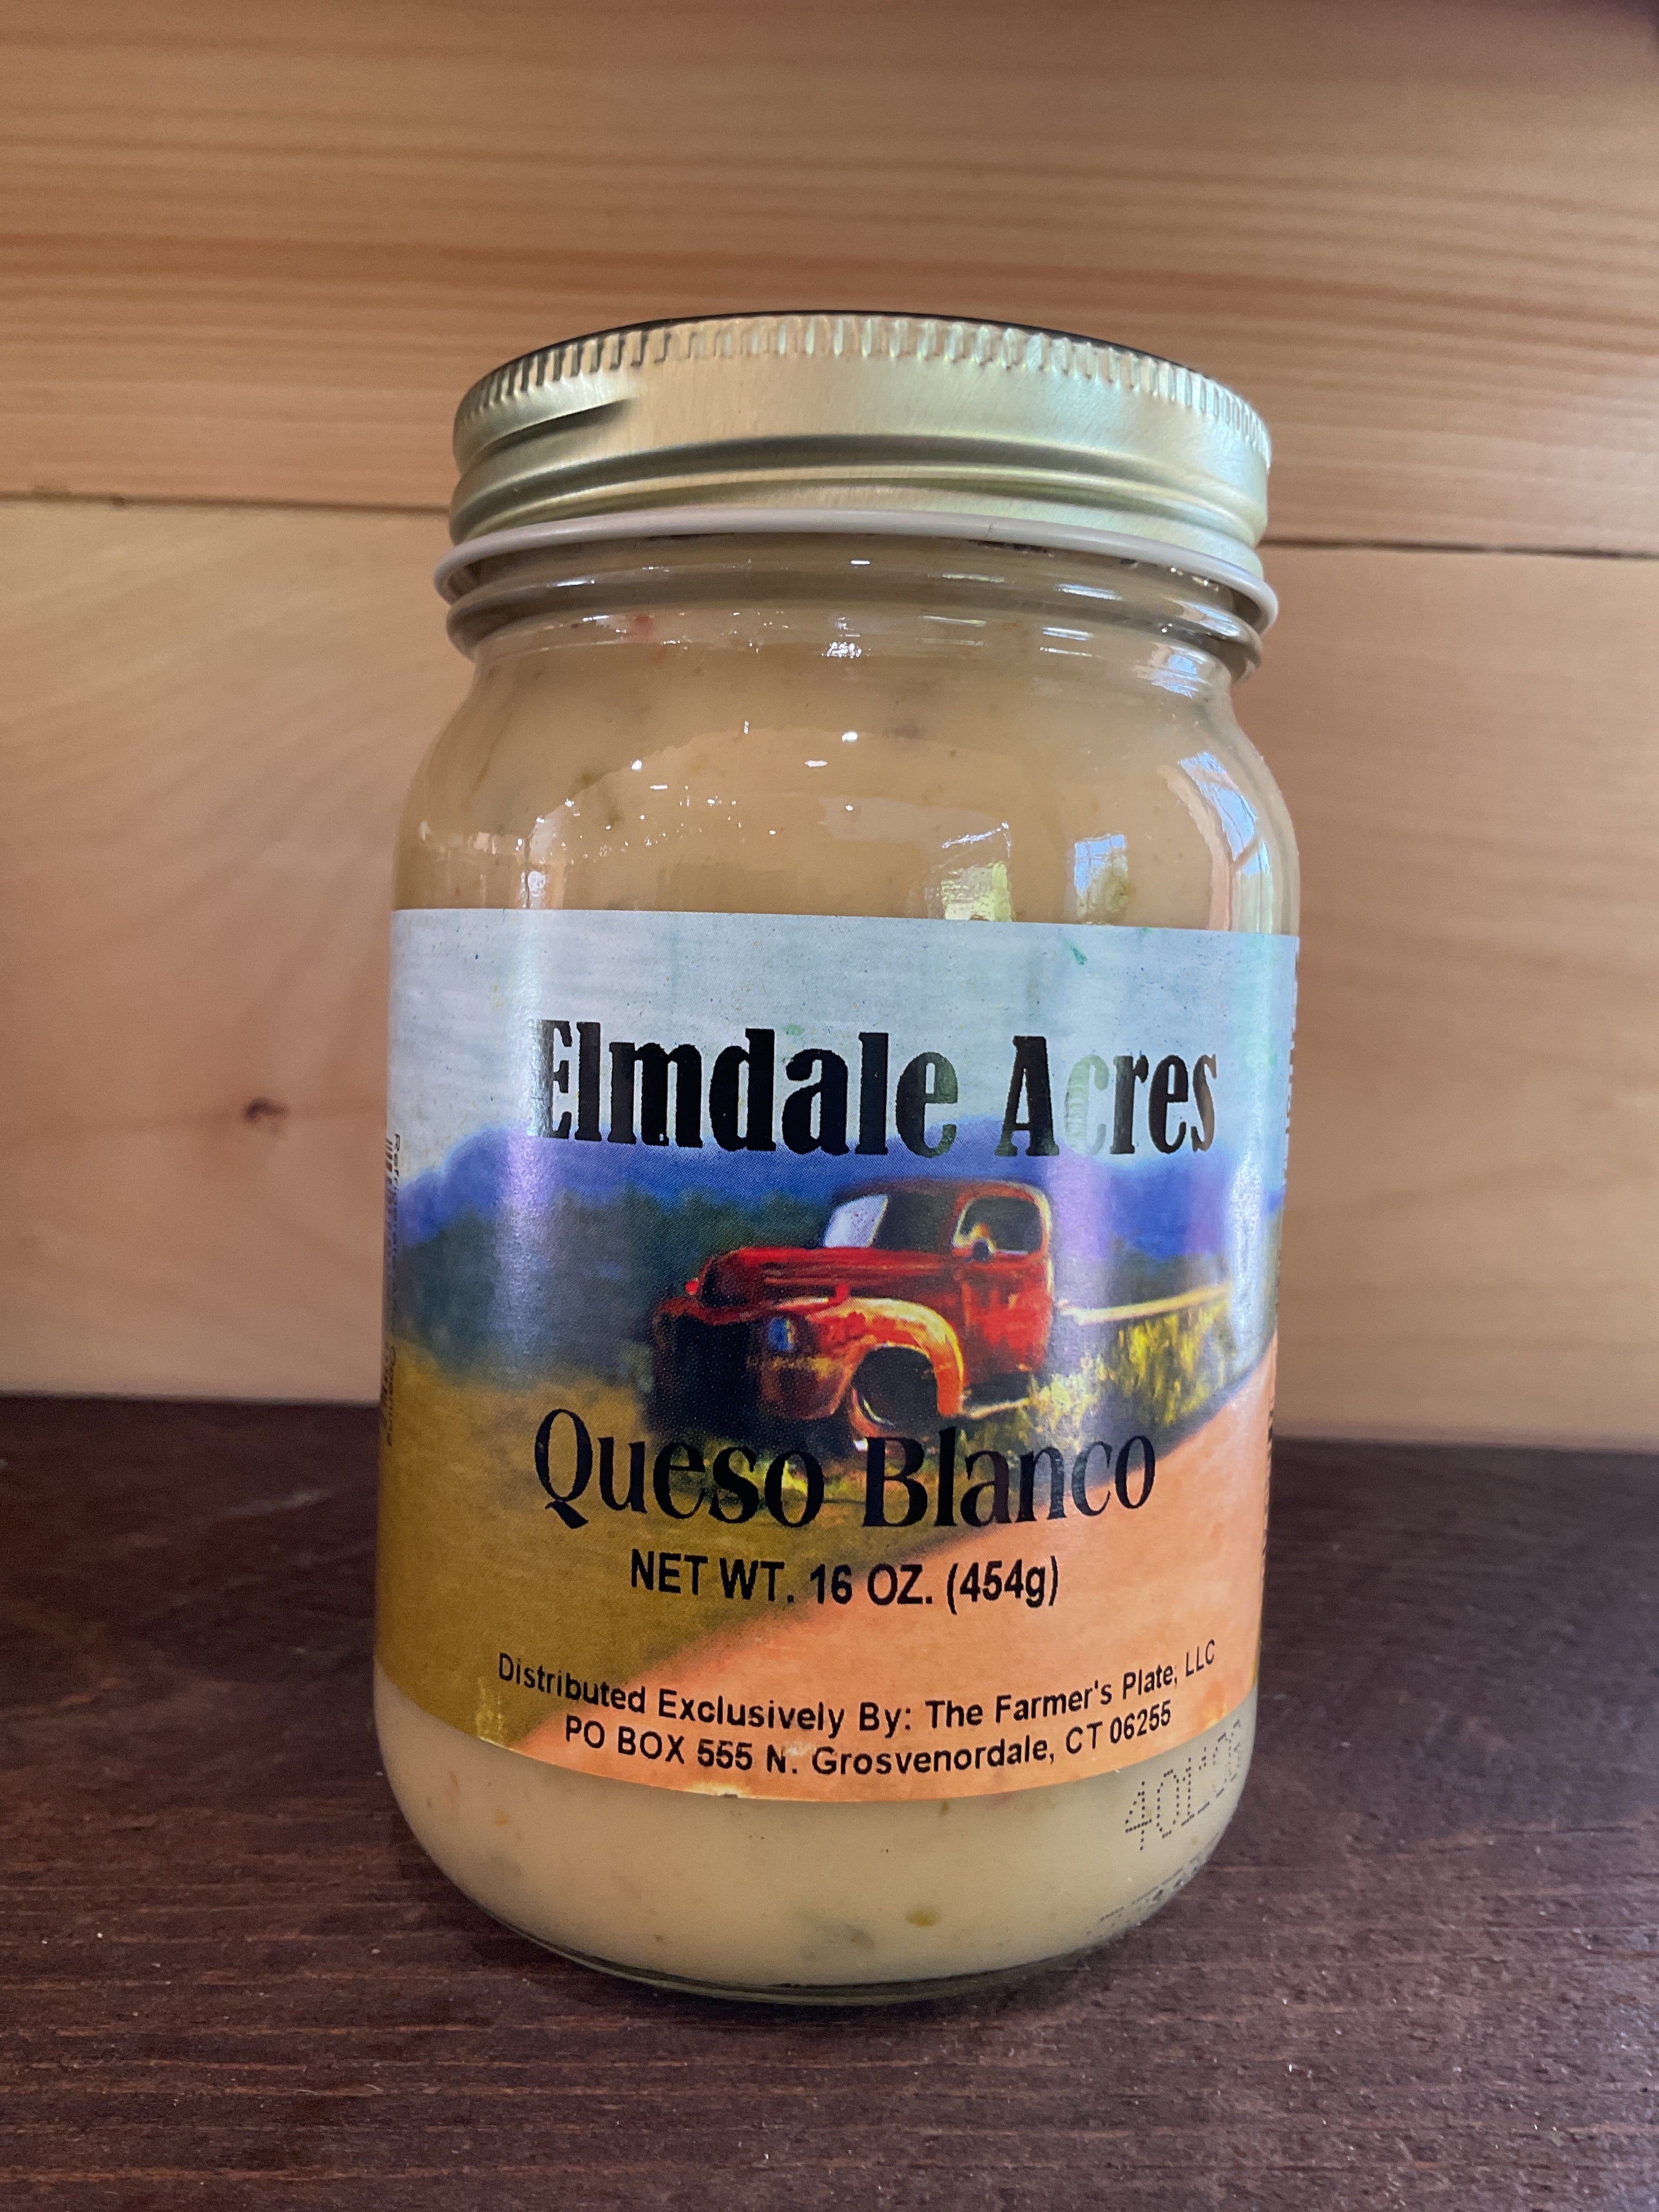 Elmdale Acres
Queso Blanco
NET WT. 16 OZ. (454g)
Distributed Exclusively By: The Farmer's Plate, LLC
PO BOX 555 N. Grosvenordale, CT 06255